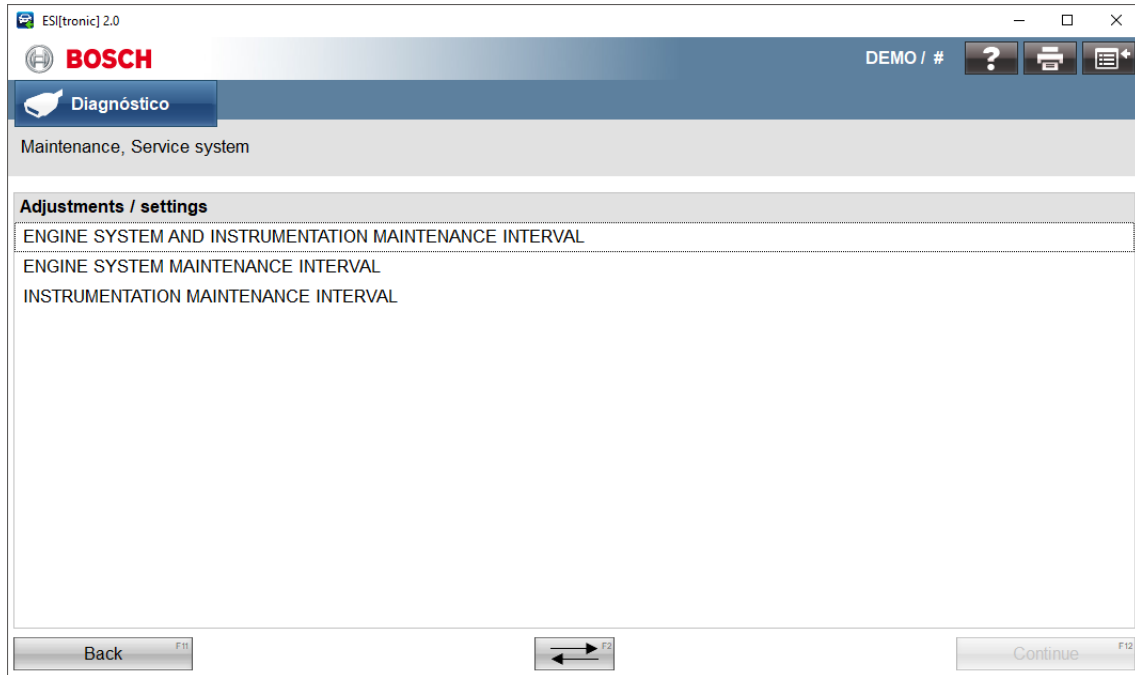 ESI[tronic] 2.0
BOSCH
DEMO / #
?
Diagnóstico
Maintenance, Service system
Adjustments / settings
ENGINE SYSTEM AND INSTRUMENTATION MAINTENANCE INTERVAL
ENGINE SYSTEM MAINTENANCE INTERVAL
INSTRUMENTATION MAINTENANCE INTERVAL
Back F11
F2
Continue F12